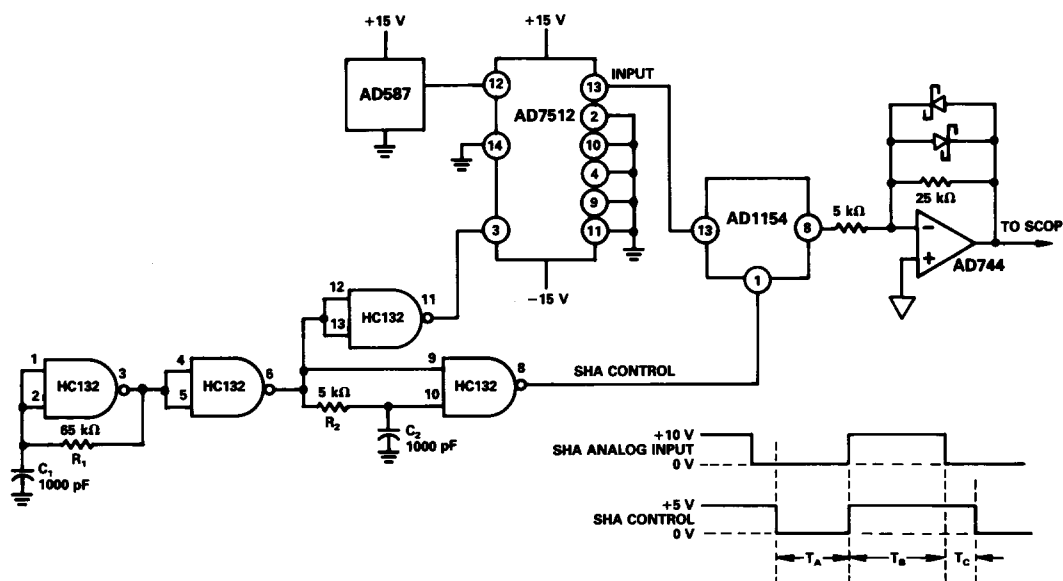 +15 V
+15 V
AD587
12
AD7512
13
INPUT
2
14
10
4
9
3
11
−15 V
13
AD1154
8
1
5 kΩ
25 kΩ
−
+
AD744
TO SCOP
12
13
HC132
11
1
2
HC132
3
65 kΩ
R1
C1
1000 pF
4
5
HC132
6
5 kΩ
R2
C2
1000 pF
9
10
HC132
8
SHA CONTROL
+10 V
SHA ANALOG INPUT
0 V
+5 V
SHA CONTROL
0 V
TA
TB
TC